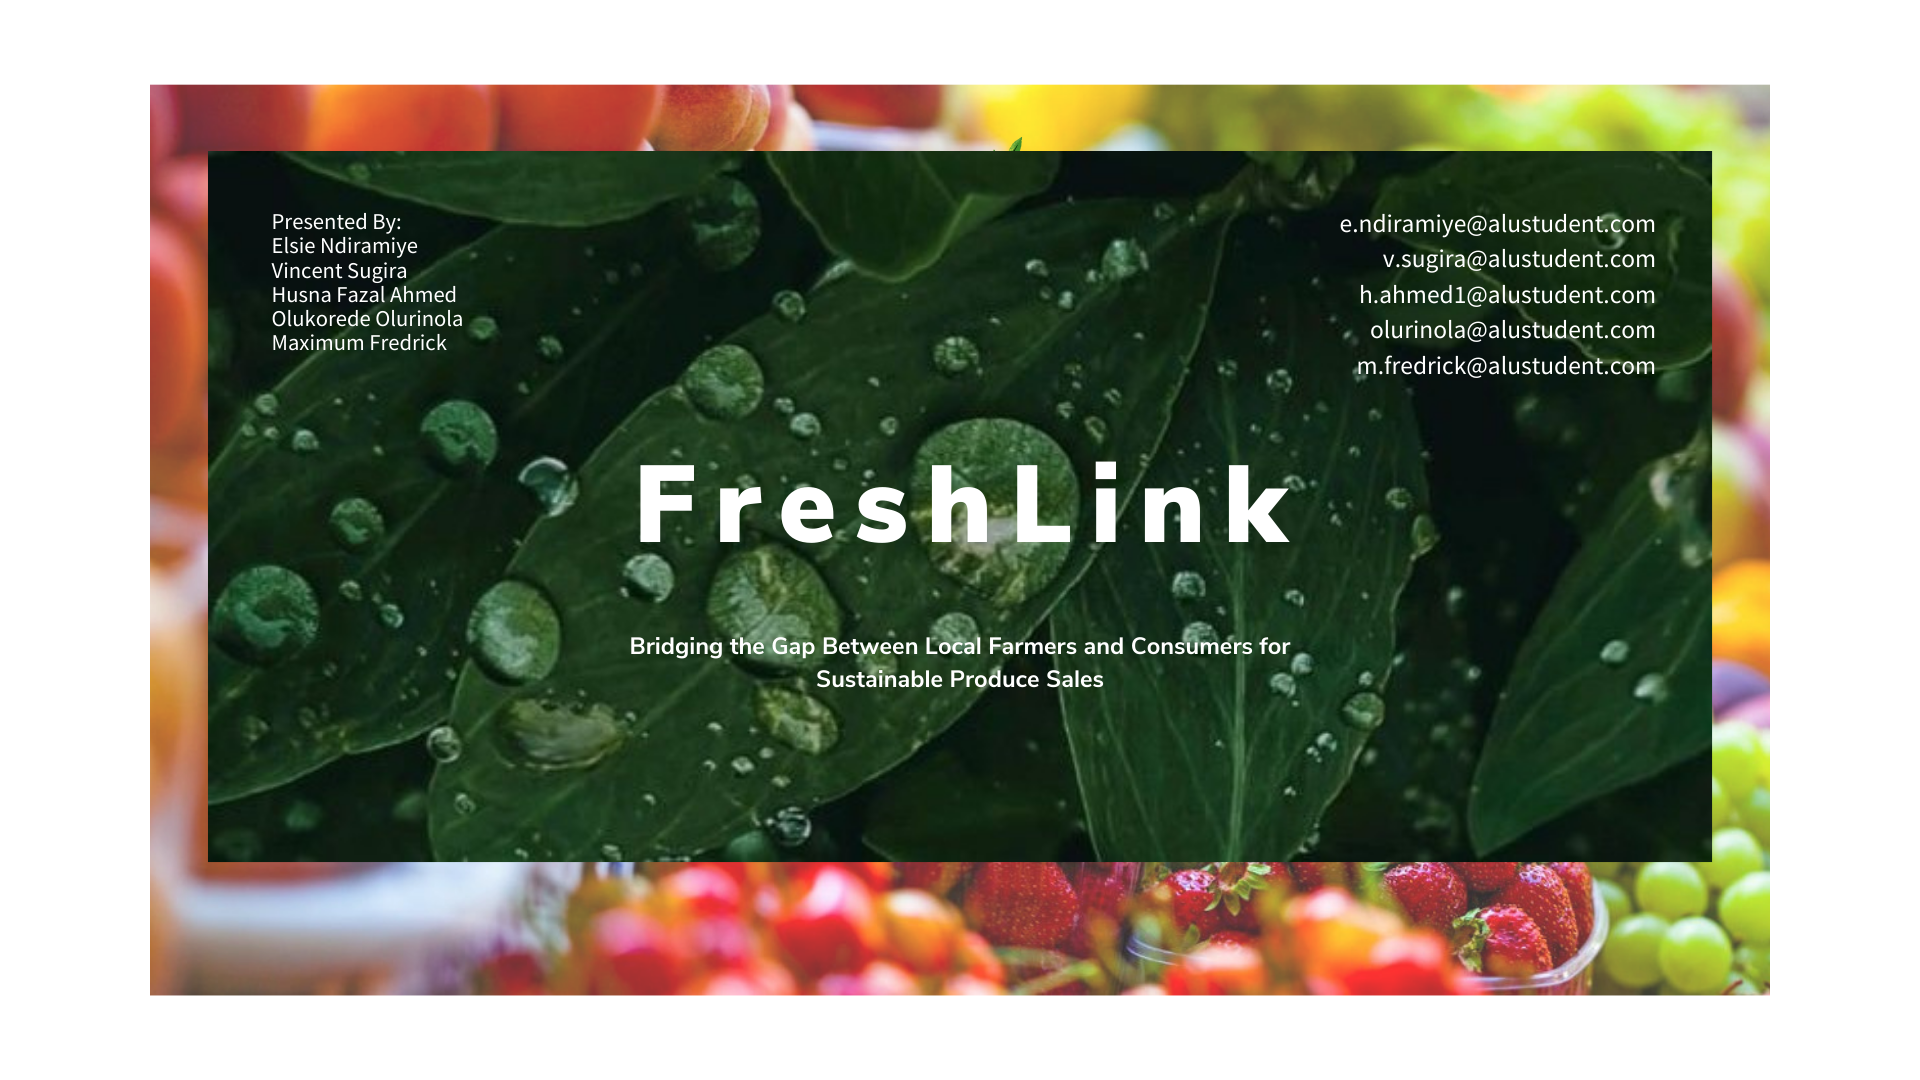 Presented By:
Elsie Ndiramiye
Vincent Sugira
Husna Fazal Ahmed
Olukorede Olurinola
Maximum Fredrick
e.ndiramiye@alustudent.com
v.sugira@alustudent.com
h.ahmed1@alustudent.com
olurinola@alustudent.com
m.fredrick@alustudent.com
FreshLink
Bridging the Gap Between Local Farmers and Consumers for
Sustainable Produce Sales